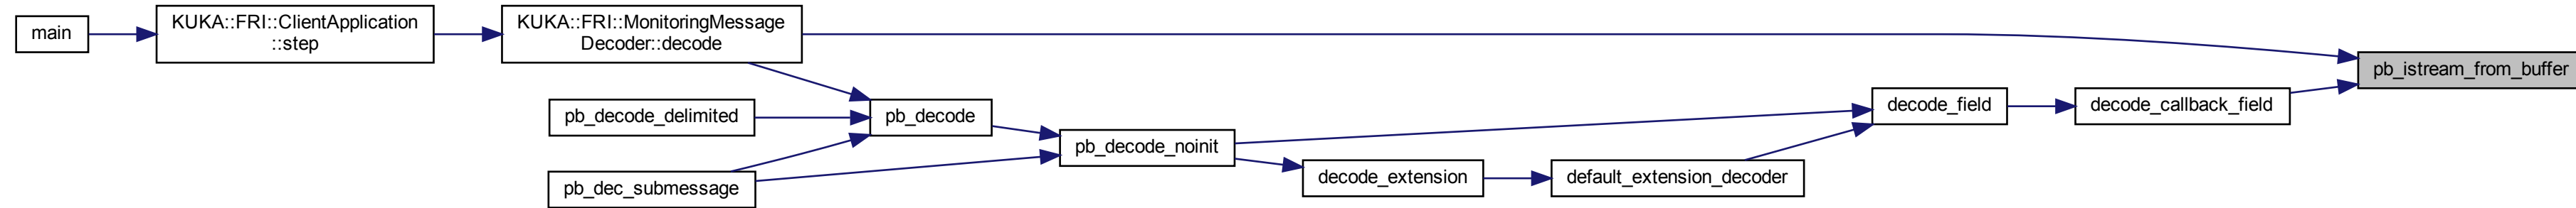 main
KUKA::FRI::ClientApplication
::step
KUKA::FRI::MonitoringMessage
Decoder::decode
pb_istream_from_buffer
pb_decode_delimited
pb_decode
decode_field
decode_callback_field
pb_decode_noinit
pb_dec_submessage
decode_extension
default_extension_decoder